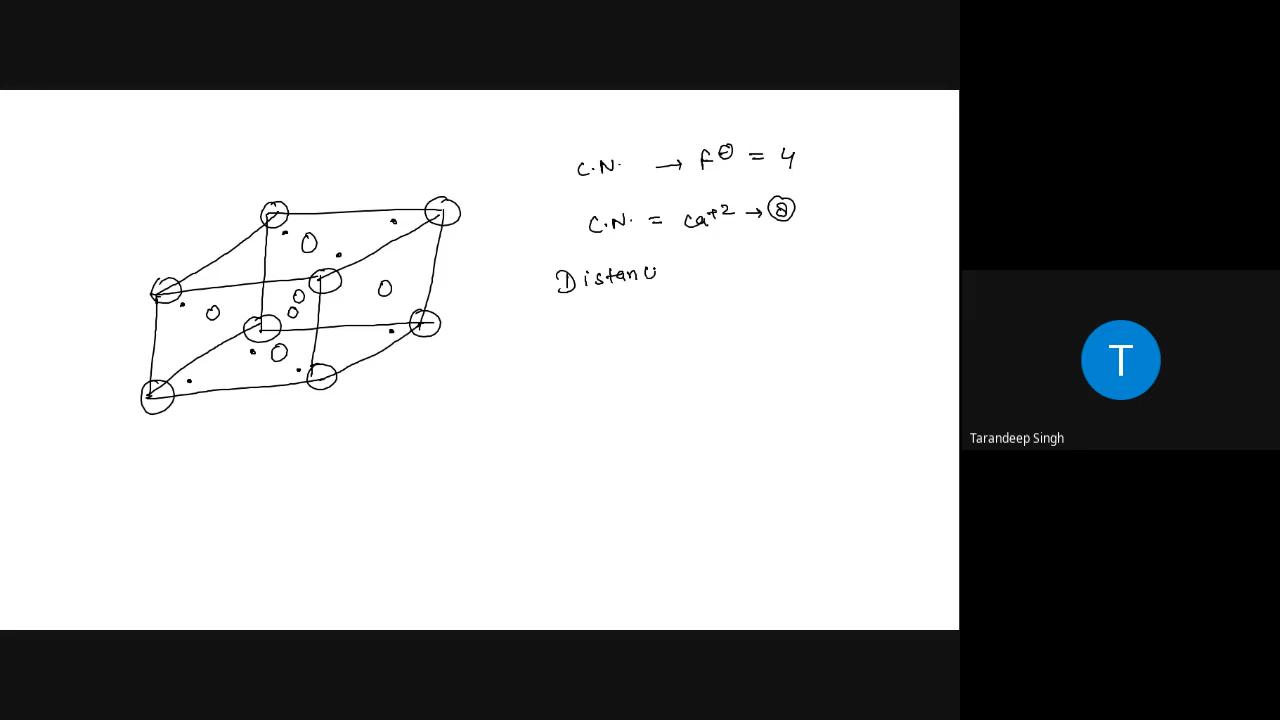 C.N. → F⊖ = 4
C.N. = Ca+2 → 8
Distanc
T
Tarandeep Singh